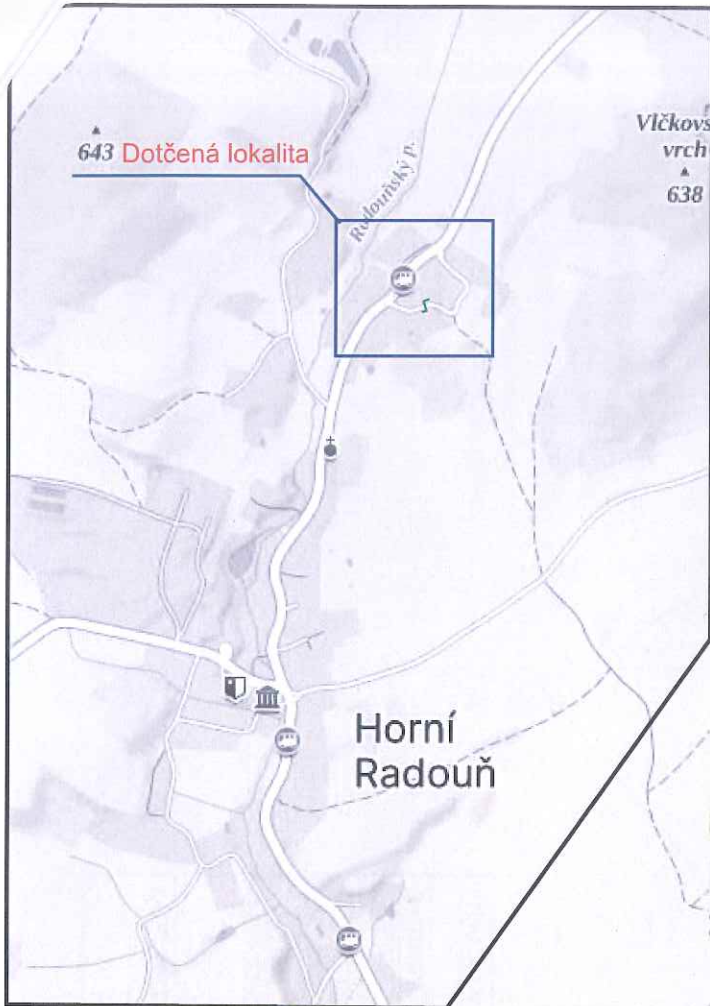 Vlčkovs
vrch
638
643 Dotčená lokalita
Radouňský p.
Horní
Radouň